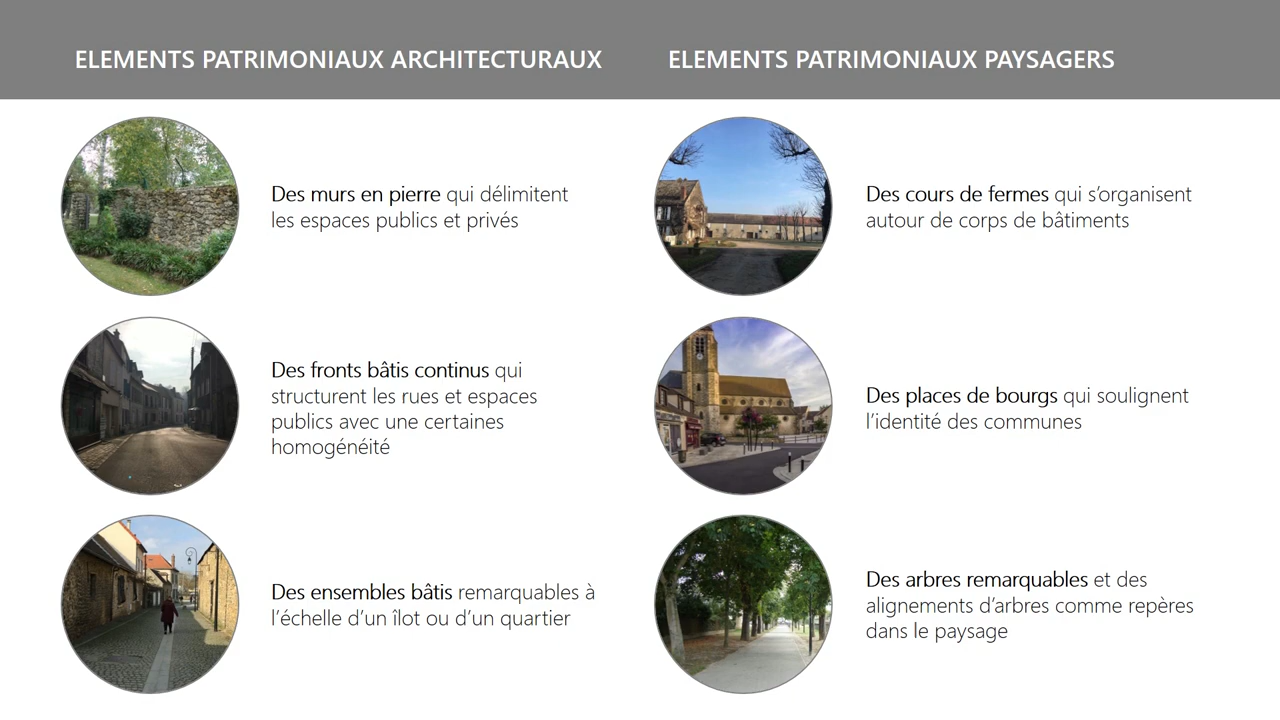 ELEMENTS PATRIMONIAUX ARCHITECTURAUX
Des murs en pierre qui délimitent
les espaces publics et privés
Des fronts bâtis continus qui
structurent les rues et espaces
publics avec une certaines
homogénéité
Des ensembles bâtis remarquables à
l’échelle d’un îlot ou d’un quartier
ELEMENTS PATRIMONIAUX PAYSAGERS
Des cours de fermes qui s’organisent
autour de corps de bâtiments
Des places de bourgs qui soulignent
l’identité des communes
Des arbres remarquables et des
alignements d’arbres comme repères
dans le paysage